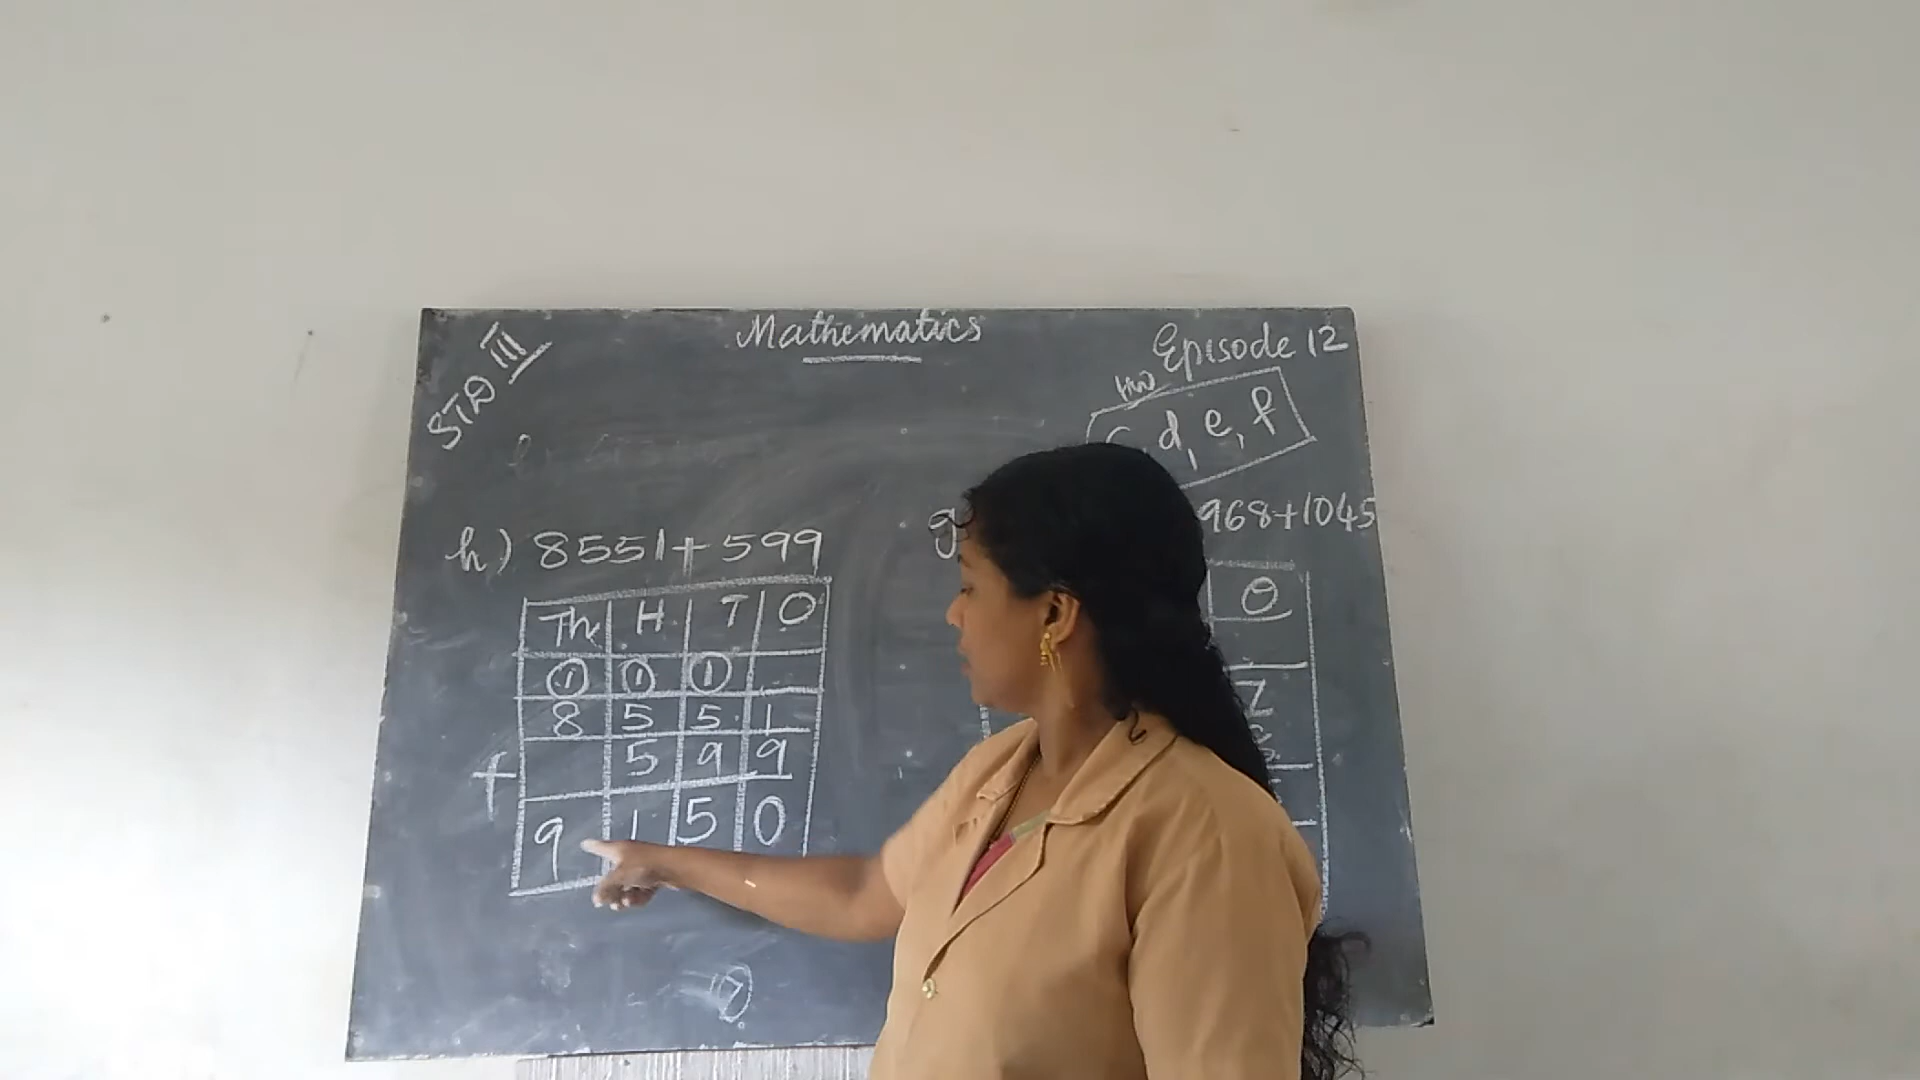 STD III
Mathematics
Episode 12
HW
d, e, f
h) 8551+599
g
968+1045
Th H T O
1 1 1
8 5 5 1
+ 5 9 9
9 1 5 0
O
7